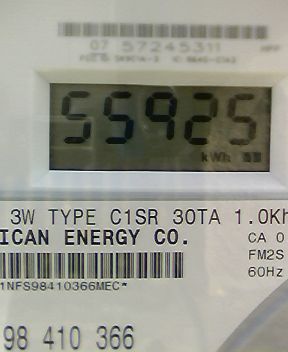 07 57245311
55925
kWh
3W TYPE C1SR 30TA 1.0Kh
ICAN ENERGY CO.
CA 0
FM2S
60Hz
1NFS98410366MEC*
98 410 366